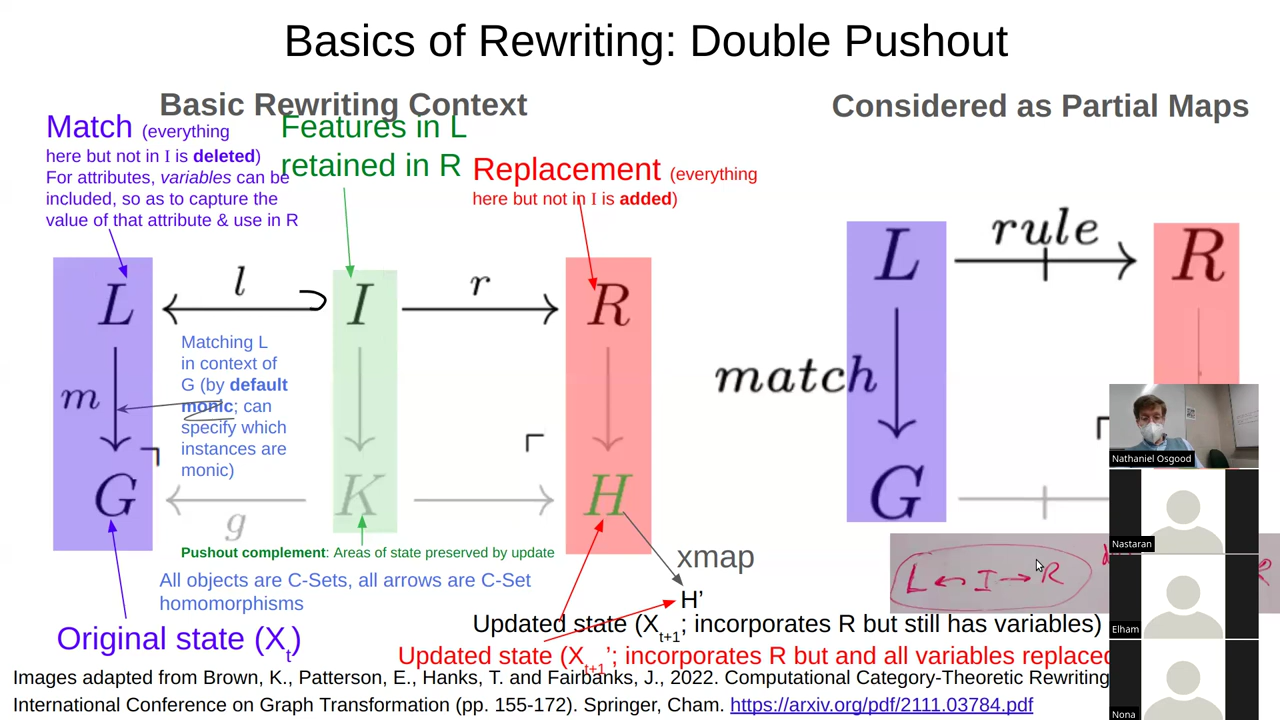 Basics of Rewriting: Double Pushout
Basic Rewriting Context
Considered as Partial Maps
Match (everything
here but not in I is deleted)
For attributes, variables can be
included, so as to capture the
value of that attribute & use in R
Features in L
retained in R
Replacement (everything
here but not in I is added)
L
l
I
r
R
Matching L
in context of
G (by default
monic; can
specify which
instances are
monic)
m
G
g
K
H
Pushout complement: Areas of state preserved by update
All objects are C-Sets, all arrows are C-Set
homomorphisms
Original state (Xt)
xmap
H’
Updated state (Xt+1; incorporates R but still has variables)
Updated state (Xt+1’; incorporates R but and all variables replaced
L
rule
R
match
G
L ← I → R
Nathaniel Osgood
Nastaran
Elham
Nona
Images adapted from Brown, K., Patterson, E., Hanks, T. and Fairbanks, J., 2022. Computational Category-Theoretic Rewriting
International Conference on Graph Transformation (pp. 155-172). Springer, Cham. https://arxiv.org/pdf/2111.03784.pdf